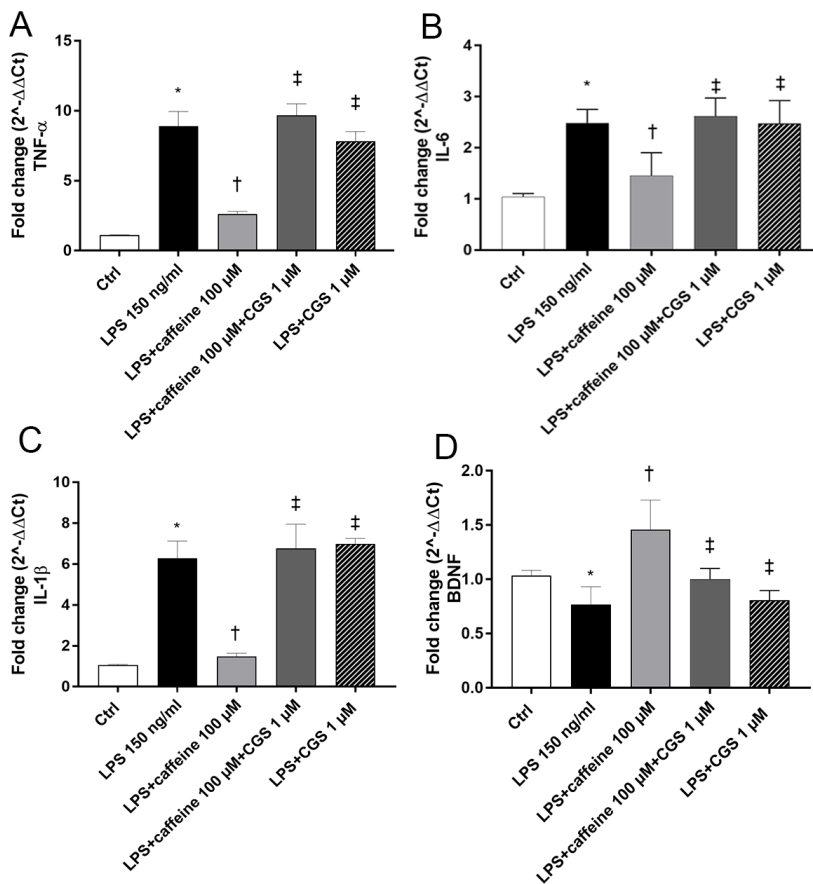 A
Fold change (2^-ΔΔCt)
TNF-α
15
10
5
0
*
†
‡
‡
Ctrl
LPS 150 ng/ml
LPS+caffeine 100 µM
LPS+caffeine 100 µM+CGS 1 µM
LPS+CGS 1 µM
B
Fold change (2^-ΔΔCt)
IL-6
4
3
2
1
0
*
†
‡
‡
Ctrl
LPS 150 ng/ml
LPS+caffeine 100 µM
LPS+caffeine 100 µM+CGS 1 µM
LPS+CGS 1 µM
C
Fold change (2^-ΔΔCt)
IL-1β
10
8
6
4
2
0
*
†
‡
‡
Ctrl
LPS 150 ng/ml
LPS+caffeine 100 µM
LPS+caffeine 100 µM+CGS 1 µM
LPS+CGS 1 µM
D
Fold change (2^-ΔΔCt)
BDNF
2.0
1.5
1.0
0.5
0.0
*
†
‡
‡
Ctrl
LPS 150 ng/ml
LPS+caffeine 100 µM
LPS+caffeine 100 µM+CGS 1 µM
LPS+CGS 1 µM